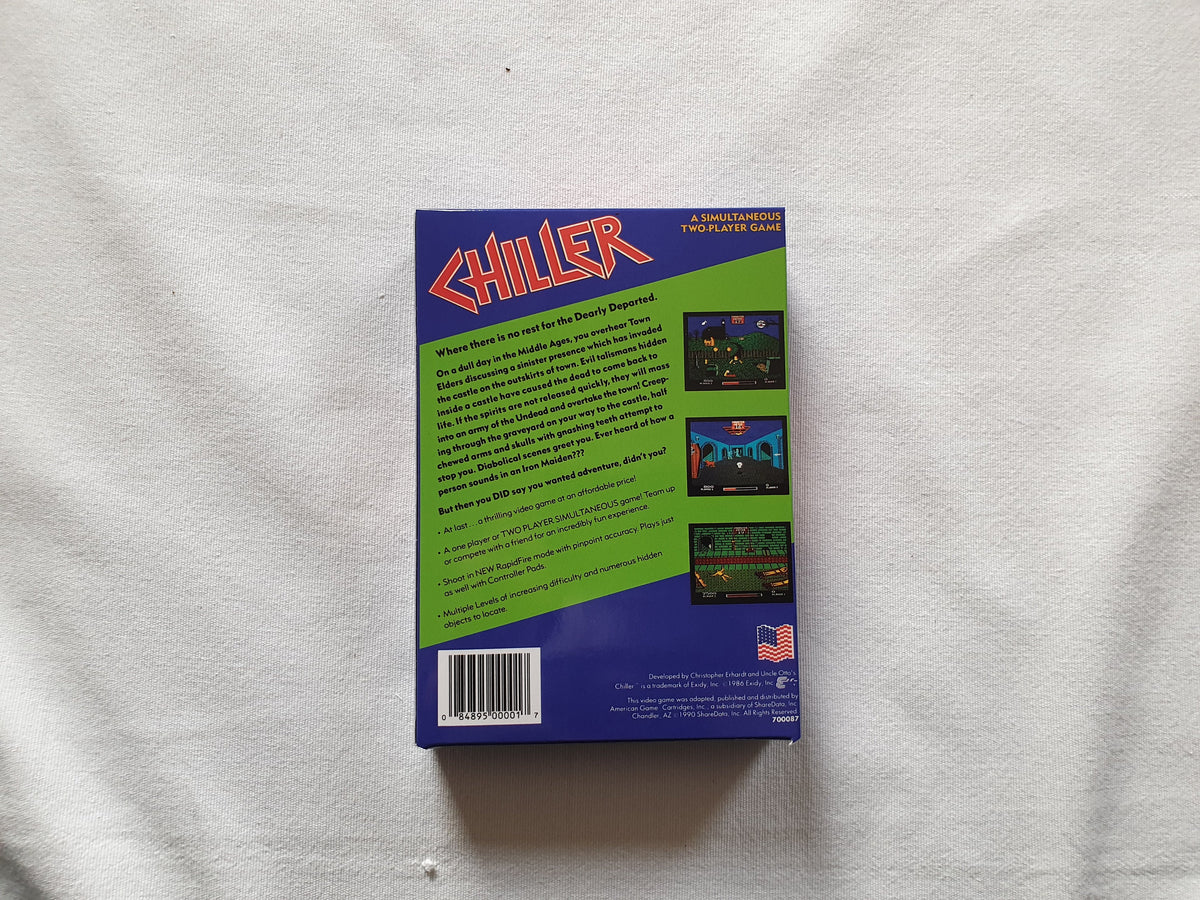 CHILLER
A SIMULTANEOUS
TWO-PLAYER GAME
Where there is no rest for the Dearly Departed.
On a dull day in the Middle Ages, you overhear Town
Elders discussing a sinister presence which has invaded
the castle on the outskirts of town. Evil talismans hidden
inside a castle have caused the dead to come back to
life. If the spirits are not released quickly, they will mass
into an army of the Undead and overtake the town! Creep-
ing through the graveyard on your way to the castle, half
chewed arms and skulls with gnashing teeth attempt to
stop you. Diabolical scenes greet you. Ever heard of how a
person sounds in an Iron Maiden???
But then you DID say you wanted adventure, didn't you?
• At last . . . a thrilling video game at an affordable price!
• A one player or TWO PLAYER SIMULTANEOUS game! Team up
or compete with a friend for an incredibly fun experience.
• Shoot in NEW RapidFire mode with pinpoint accuracy. Plays just
as well with Controller Pads.
• Multiple Levels of increasing difficulty and numerous hidden
objects to locate.
0 84895 00001 7
Developed by Christopher Erhardt and Uncle Otto's
Chiller™ is a trademark of Exidy, Inc. ©1986 Exidy, Inc.
This video game was adapted, published and distributed by
American Game Cartridges, Inc., a subsidiary of ShareData, Inc
Chandler, AZ ©1990 ShareData, Inc. All Rights Reserved
700087